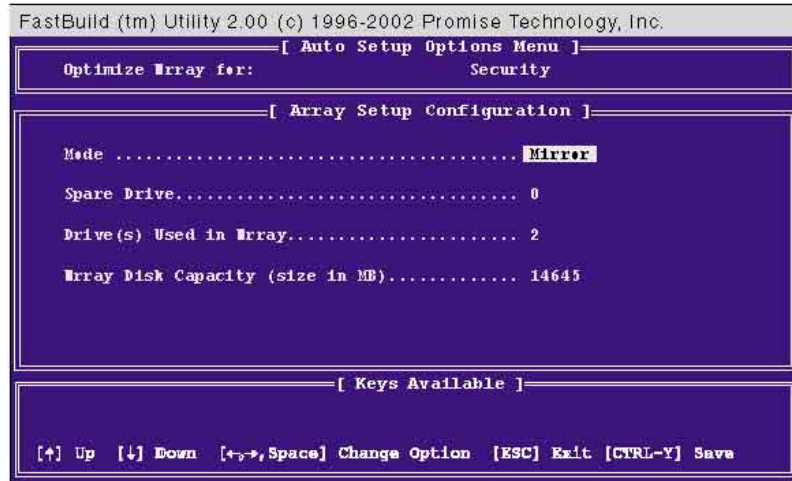 FastBuild (tm) Utility 2.00 (c) 1996-2002 Promise Technology, Inc.
[ Auto Setup Options Menu ]
Optimize Array for: Security
[ Array Setup Configuration ]
Mode ........................................ Mirror
Spare Drive.................................. 0
Drive(s) Used in Array....................... 2
Array Disk Capacity (size in MB)............. 14645
[ Keys Available ]
[↑] Up [↓] Down [←,→,Space] Change Option [ESC] Exit [CTRL-Y] Save